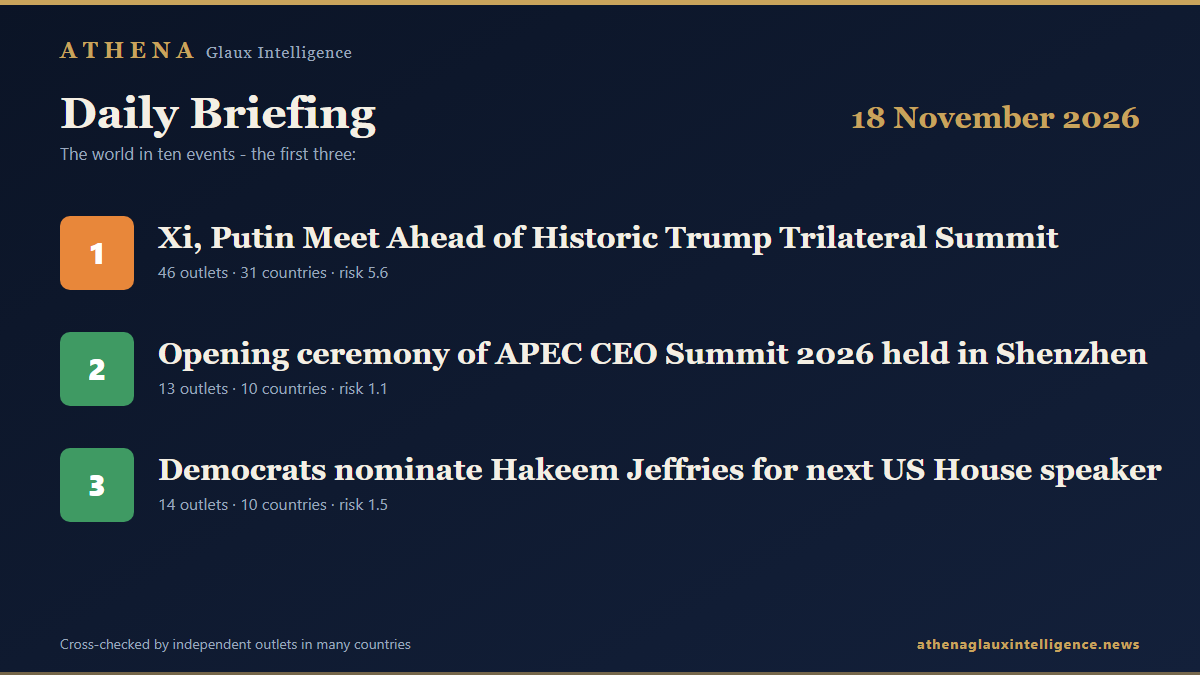 ATHENA Glaux Intelligence
Daily Briefing
18 November 2026
The world in ten events - the first three:
1
Xi, Putin Meet Ahead of Historic Trump Trilateral Summit
46 outlets · 31 countries · risk 5.6
2
Opening ceremony of APEC CEO Summit 2026 held in Shenzhen
13 outlets · 10 countries · risk 1.1
3
Democrats nominate Hakeem Jeffries for next US House speaker
14 outlets · 10 countries · risk 1.5
Cross-checked by independent outlets in many countries
athenaglauxintelligence.news